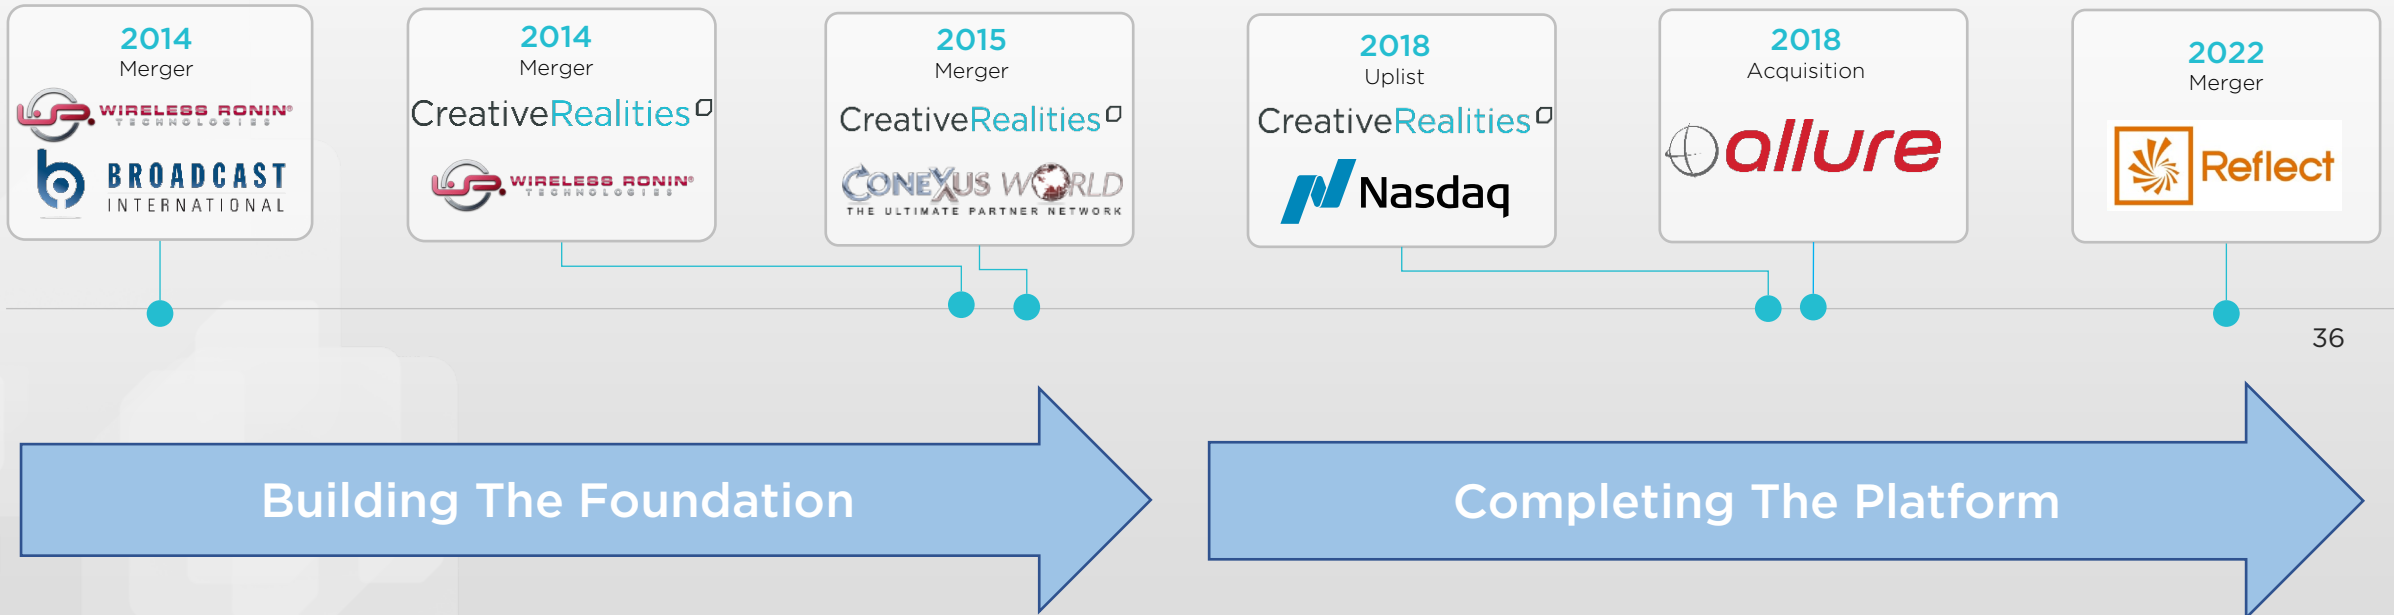 2014
Merger
WIRELESS RONIN®
TECHNOLOGIES
BROADCAST
INTERNATIONAL
2014
Merger
CreativeRealities
WIRELESS RONIN®
TECHNOLOGIES
2015
Merger
CreativeRealities
CONEXUS WORLD
THE ULTIMATE PARTNER NETWORK
2018
Uplist
CreativeRealities
Nasdaq
2018
Acquisition
allure
2022
Merger
Reflect
36
Building The Foundation
Completing The Platform